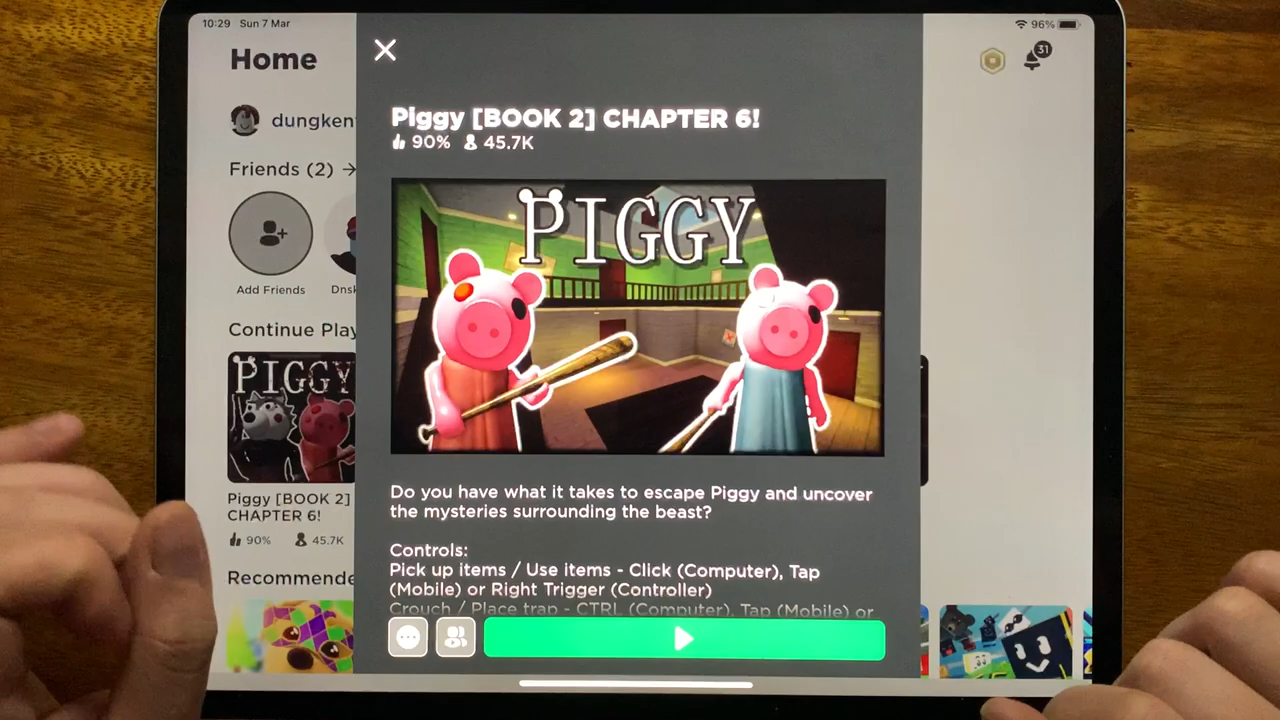 10:29 Sun 7 Mar
96%
Home
31
dungken
Friends (2) →
Add Friends
Dnsk
Continue Play
PIGGY
Piggy [BOOK 2]
CHAPTER 6!
90% 45.7K
Recommende
Piggy [BOOK 2] CHAPTER 6!
90% 45.7K
PIGGY
Do you have what it takes to escape Piggy and uncover
the mysteries surrounding the beast?
Controls:
Pick up items / Use items - Click (Computer), Tap
(Mobile) or Right Trigger (Controller)
Crouch / Place trap - CTRL (Computer), Tap (Mobile) or